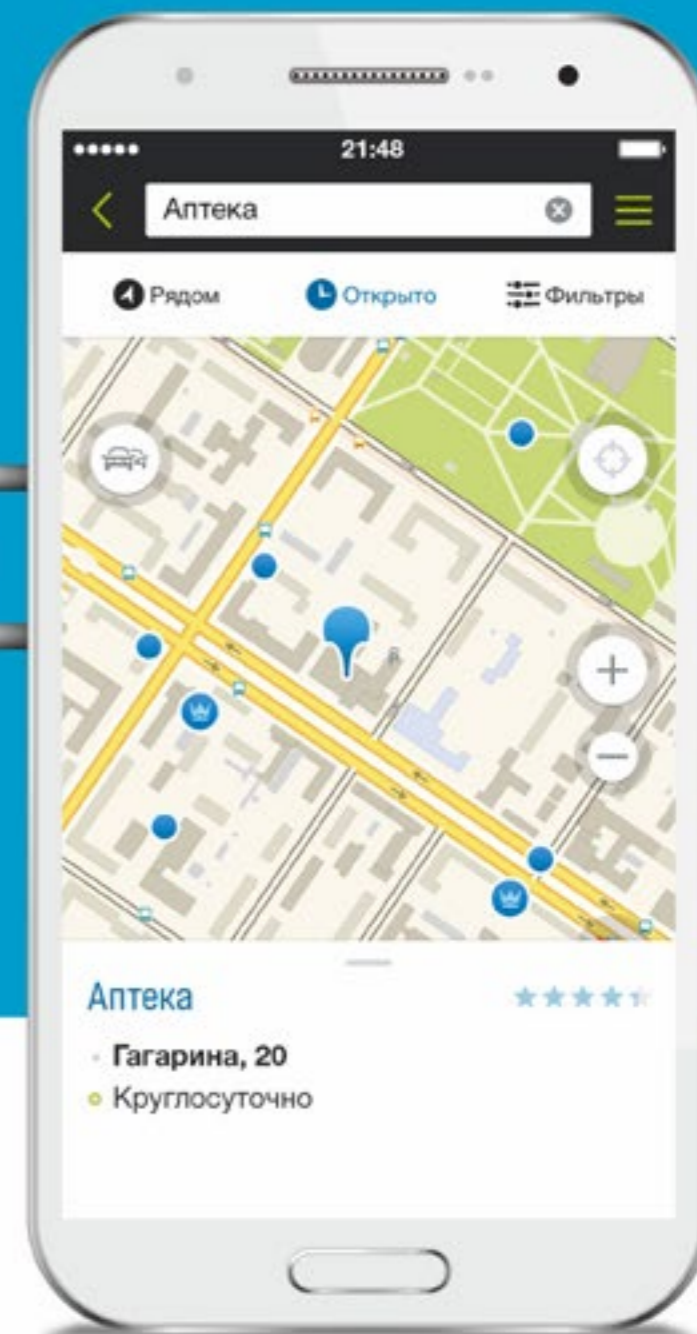 21:48
Аптека
Рядом Открыто Фильтры
Аптека
Гагарина, 20
Круглосуточно